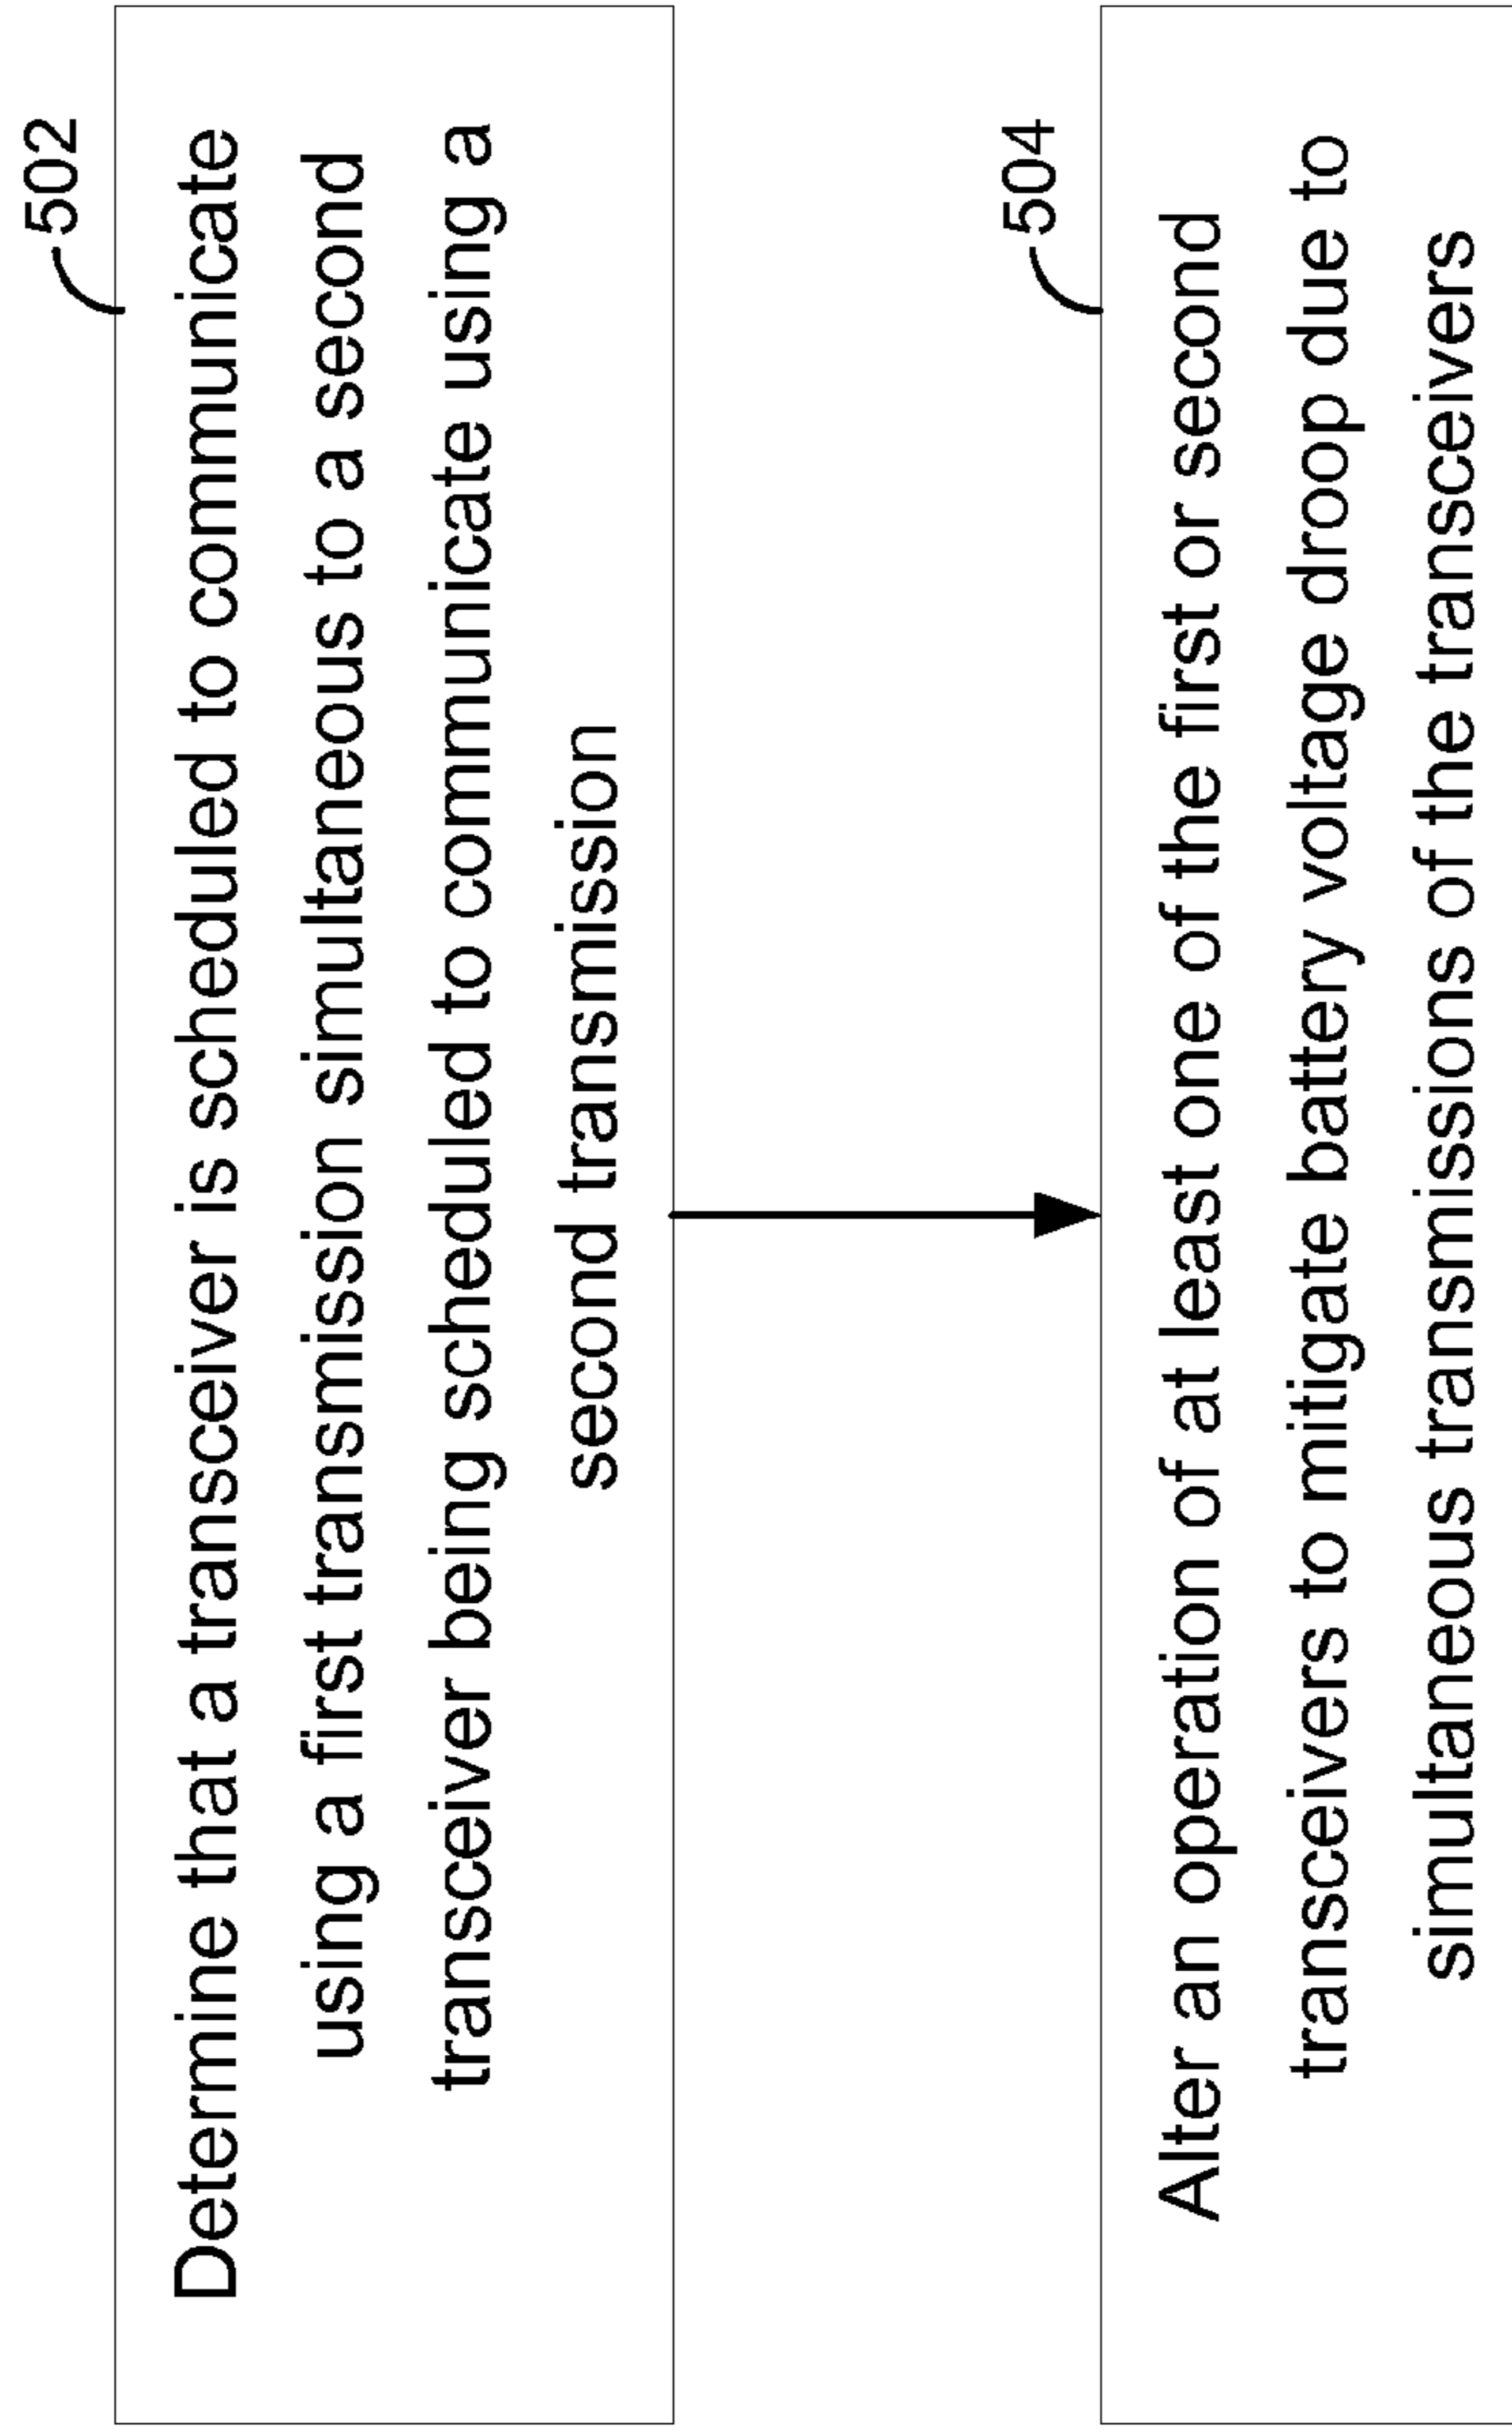 502
Determine that a transceiver is scheduled to communicate
using a first transmission simultaneous to a second
transceiver being scheduled to communicate using a
second transmission
504
Alter an operation of at least one of the first or second
transceivers to mitigate battery voltage droop due to
simultaneous transmissions of the transceivers